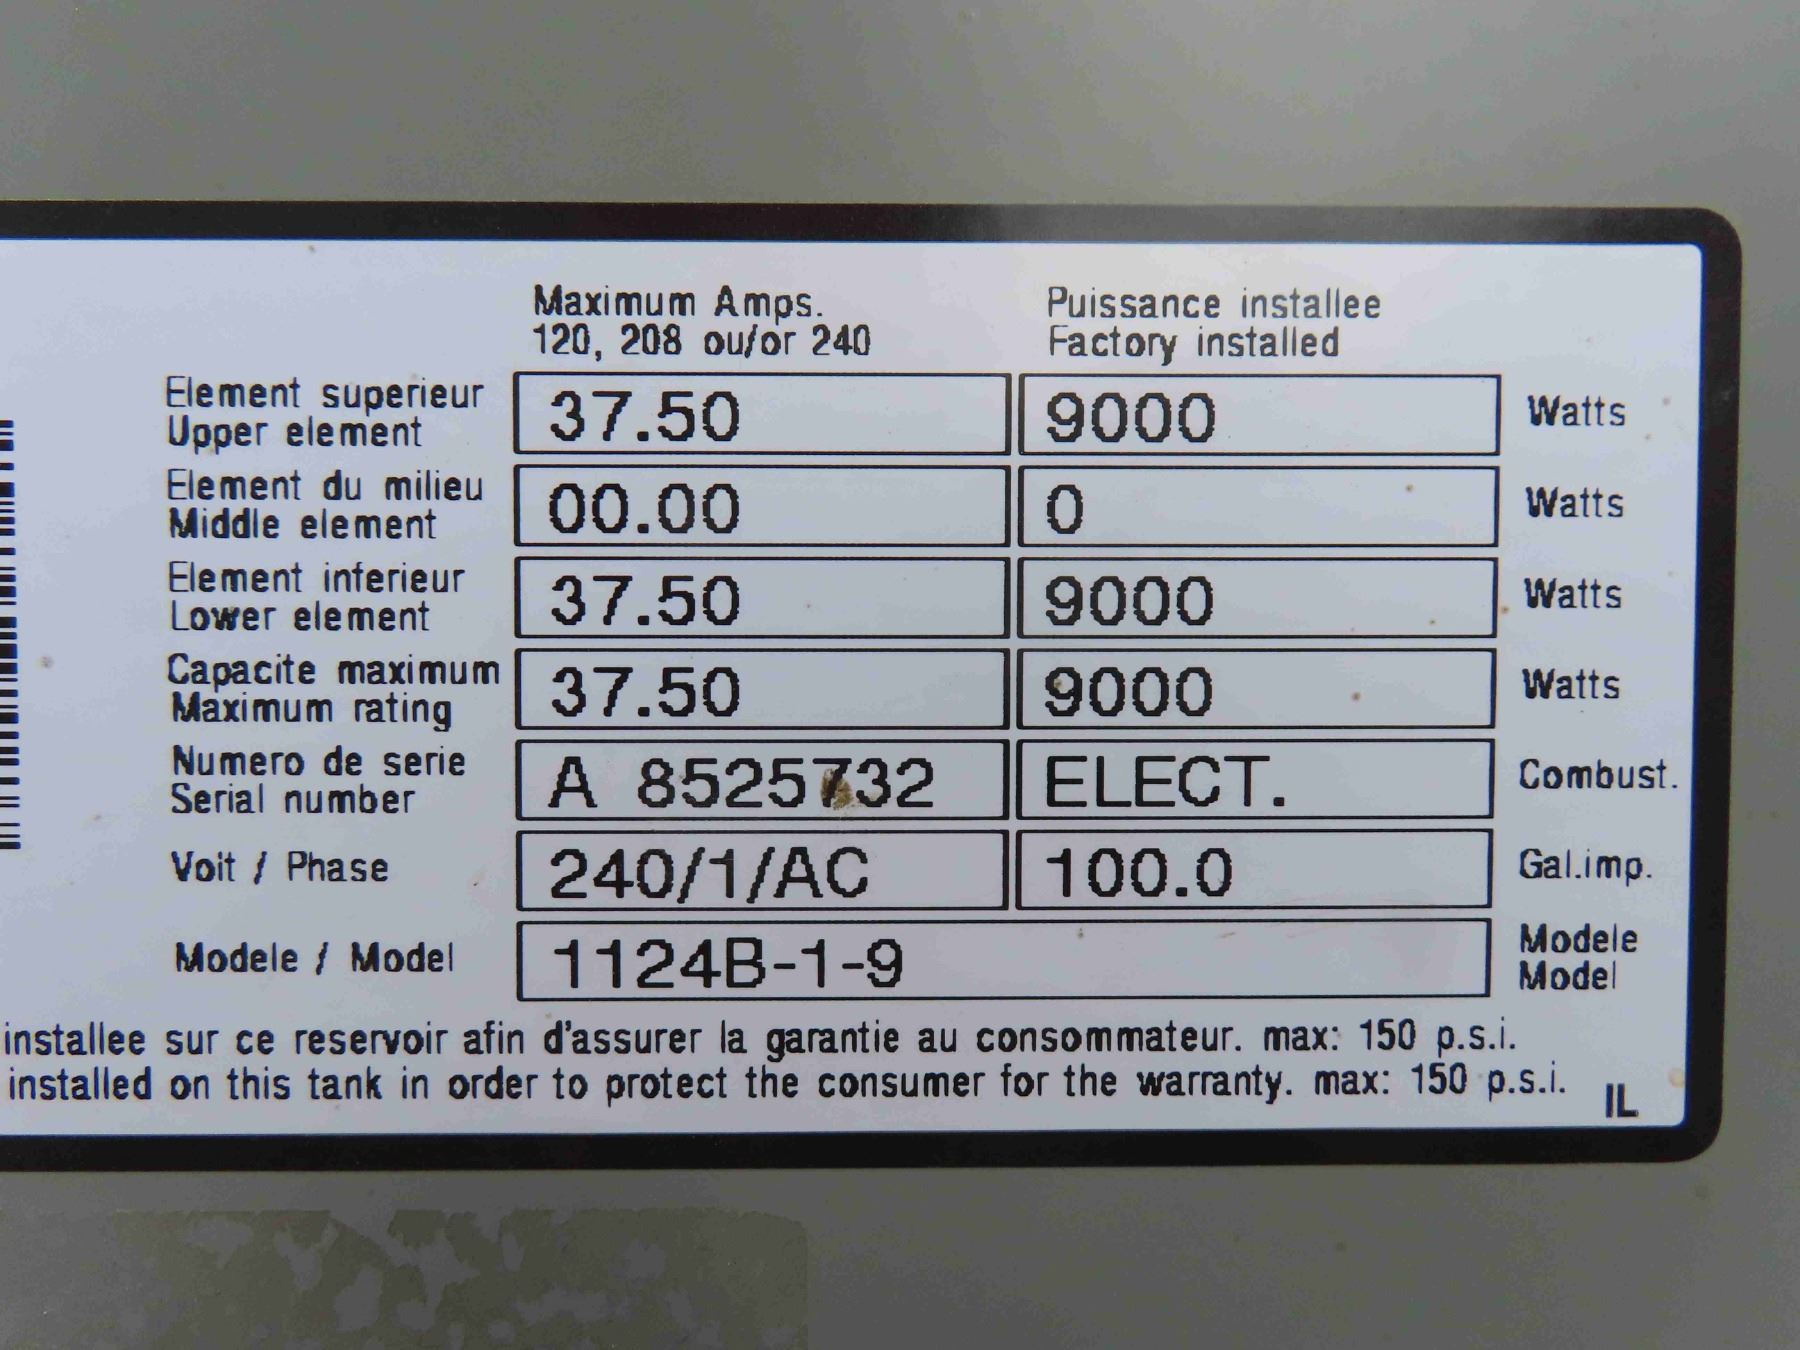 Maximum Amps.
120, 208 ou/or 240
Puissance installee
Factory installed
Element superieur
Upper element
37.50
9000
Watts
Element du milieu
Middle element
00.00
0
Watts
Element inferieur
Lower element
37.50
9000
Watts
Capacite maximum
Maximum rating
37.50
9000
Watts
Numero de serie
Serial number
A 8525732
ELECT.
Combust.
Voit / Phase
240/1/AC
100.0
Gal.imp.
Modele / Model
1124B-1-9
Modele
Model
installee sur ce reservoir afin d'assurer la garantie au consommateur. max: 150 p.s.i.
installed on this tank in order to protect the consumer for the warranty. max: 150 p.s.i.
IL